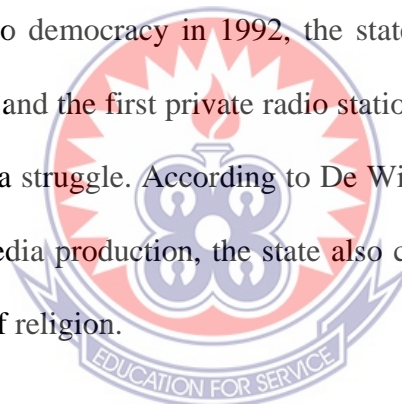 o democracy in 1992, the stat
and the first private radio statio
a struggle. According to De Wi
edia production, the state also c
f religion.
EDUCATION FOR SERVICE